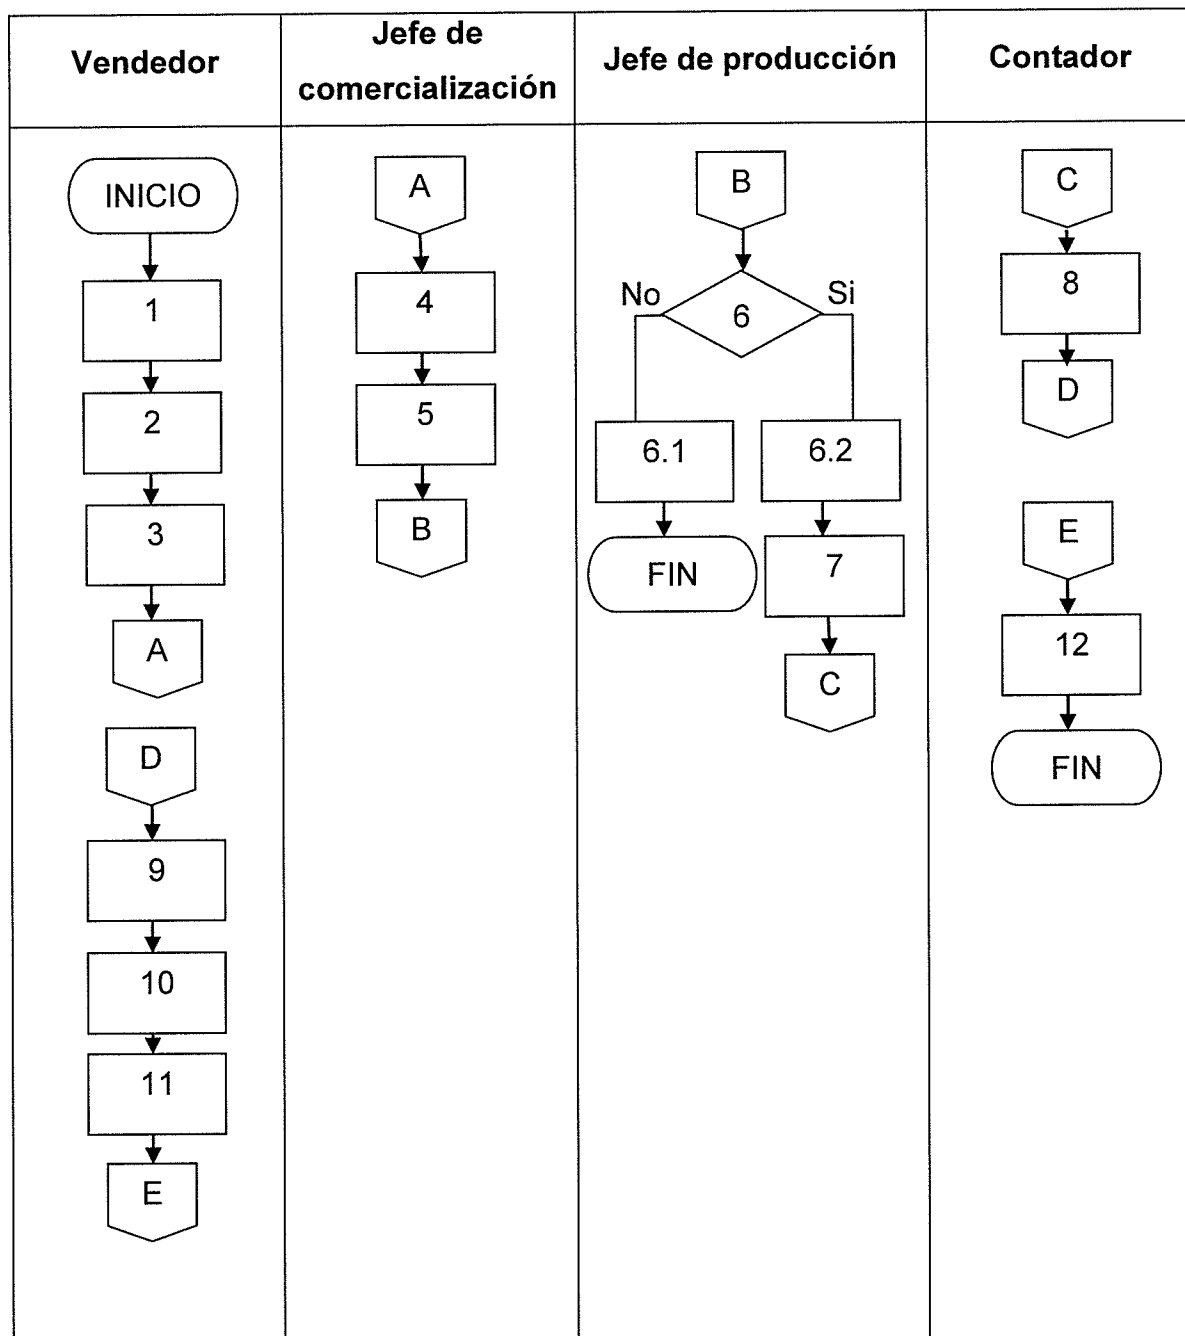 Vendedor
Jefe de
comercialización
Jefe de producción
Contador
INICIO
1
2
3
A
D
9
10
11
E
A
4
5
B
B
No
6
Si
6.1
6.2
FIN
7
C
C
8
D
E
12
FIN